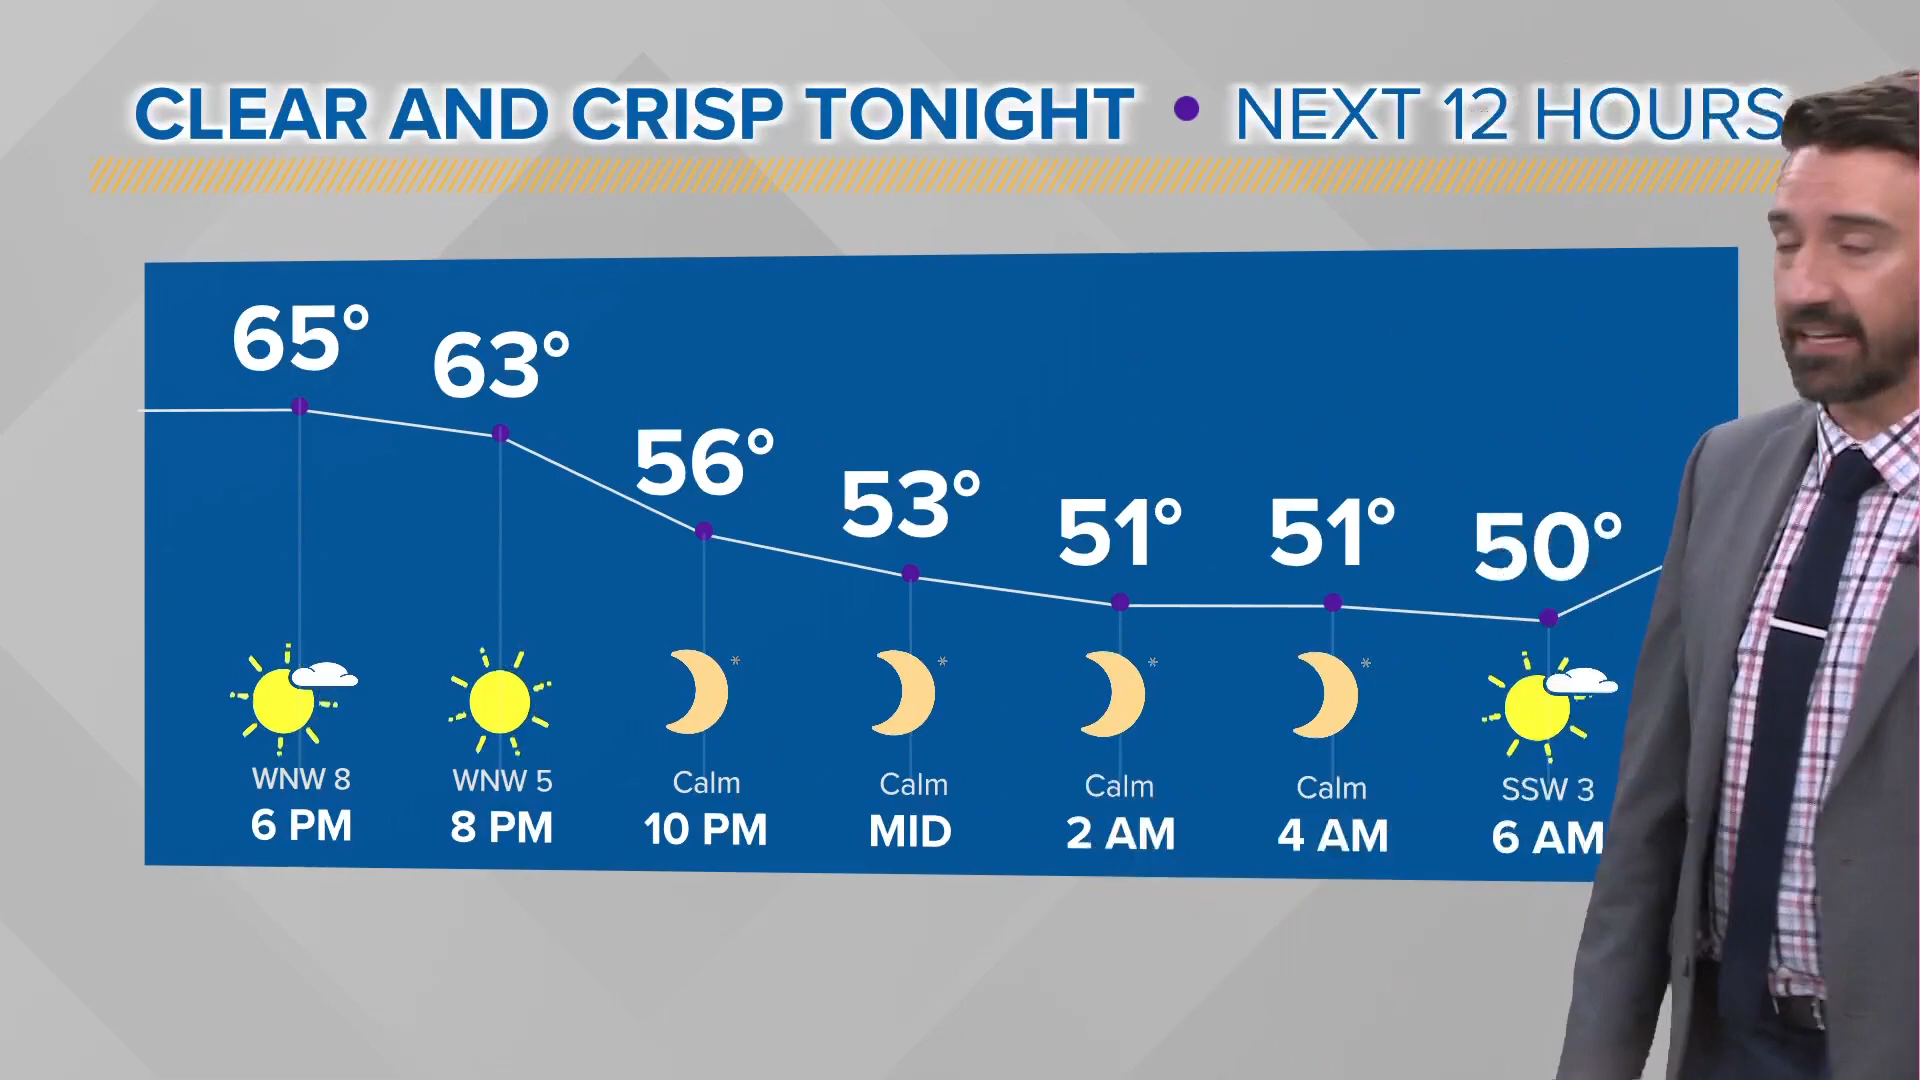 CLEAR AND CRISP TONIGHT • NEXT 12 HOURS
65° 63° 56° 53° 51° 51° 50°
WNW 8 WNW 5 Calm Calm Calm Calm SSW 3
6 PM 8 PM 10 PM MID 2 AM 4 AM 6 AM